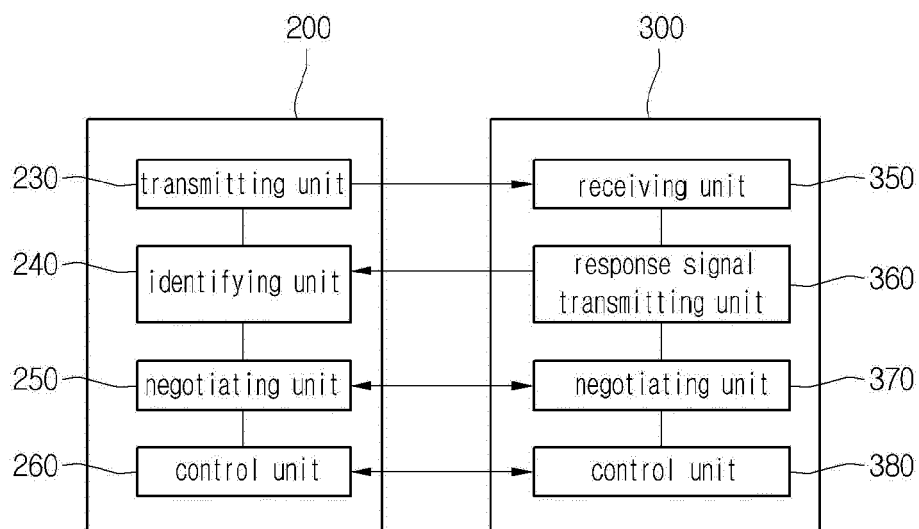 200
300
230
transmitting unit
receiving unit
350
240
identifying unit
response signal
transmitting unit
360
250
negotiating unit
negotiating unit
370
260
control unit
control unit
380